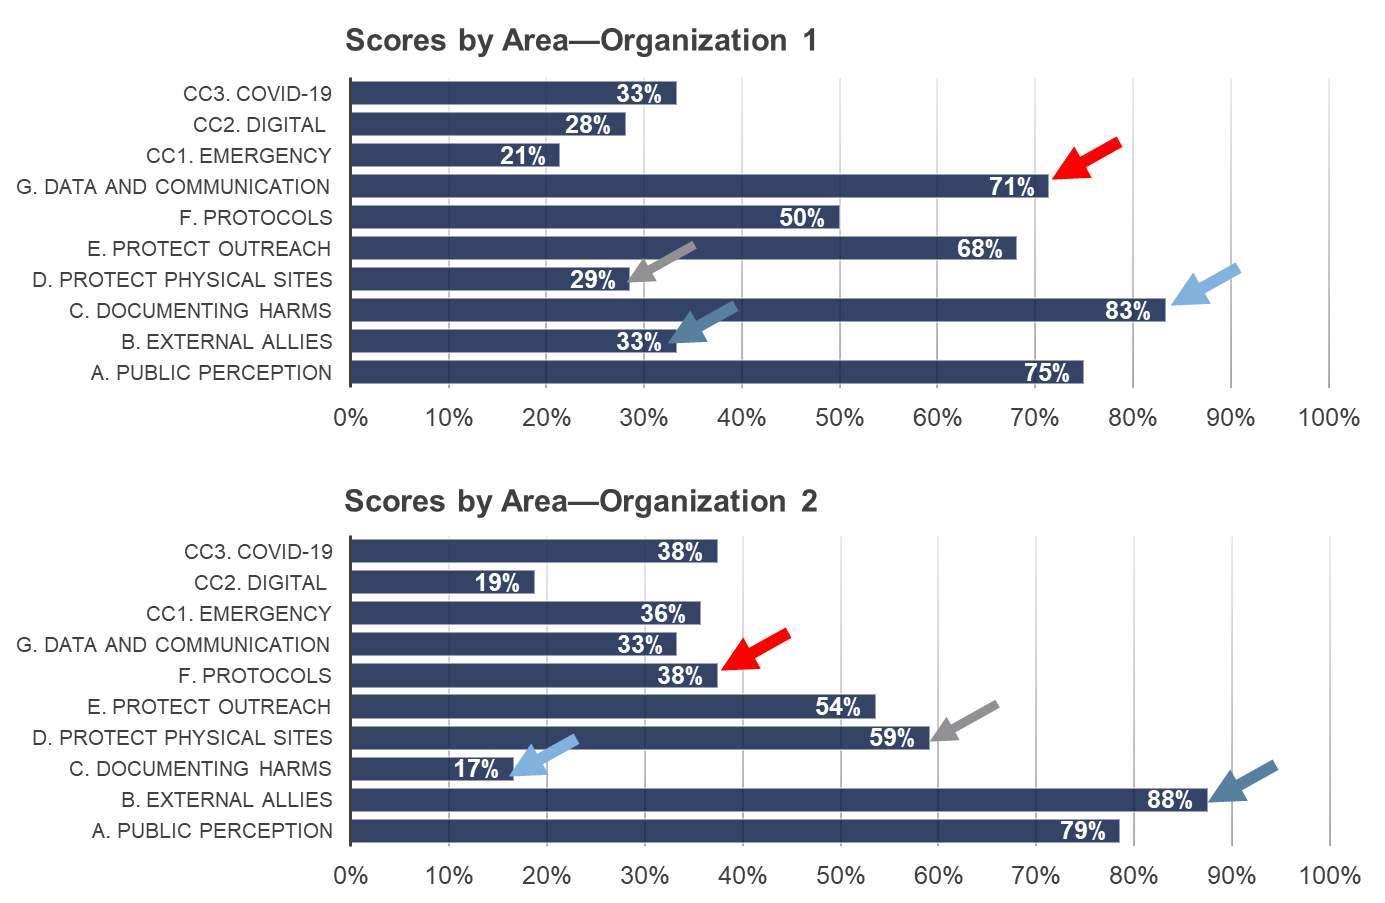 Scores by Area—Organization 1
CC3. COVID-19 33%
CC2. DIGITAL 28%
CC1. EMERGENCY 21%
G. DATA AND COMMUNICATION 71%
F. PROTOCOLS 50%
E. PROTECT OUTREACH 68%
D. PROTECT PHYSICAL SITES 29%
C. DOCUMENTING HARMS 83%
B. EXTERNAL ALLIES 33%
A. PUBLIC PERCEPTION 75%
0% 10% 20% 30% 40% 50% 60% 70% 80% 90% 100%
Scores by Area—Organization 2
CC3. COVID-19 38%
CC2. DIGITAL 19%
CC1. EMERGENCY 36%
G. DATA AND COMMUNICATION 33%
F. PROTOCOLS 38%
E. PROTECT OUTREACH 54%
D. PROTECT PHYSICAL SITES 59%
C. DOCUMENTING HARMS 17%
B. EXTERNAL ALLIES 88%
A. PUBLIC PERCEPTION 79%
0% 10% 20% 30% 40% 50% 60% 70% 80% 90% 100%